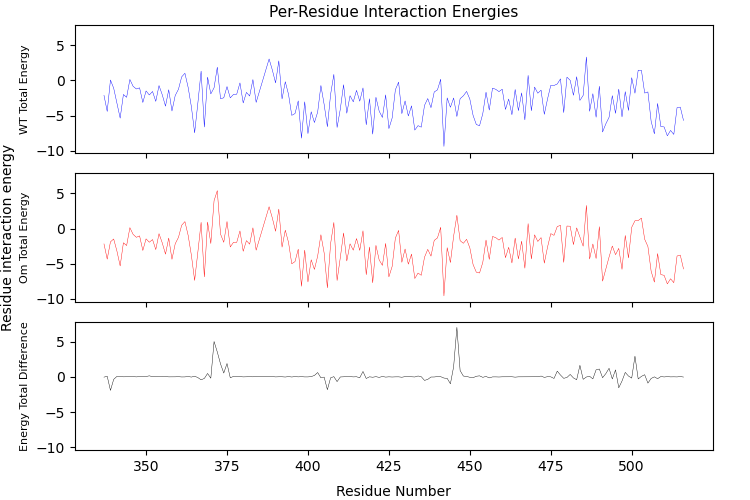 Per-Residue Interaction Energies
Residue interaction energy
WT Total Energy
5
0
−5
−10
Om Total Energy
5
0
−5
−10
Energy Total Difference
5
0
−5
−10
350 375 400 425 450 475 500
Residue Number